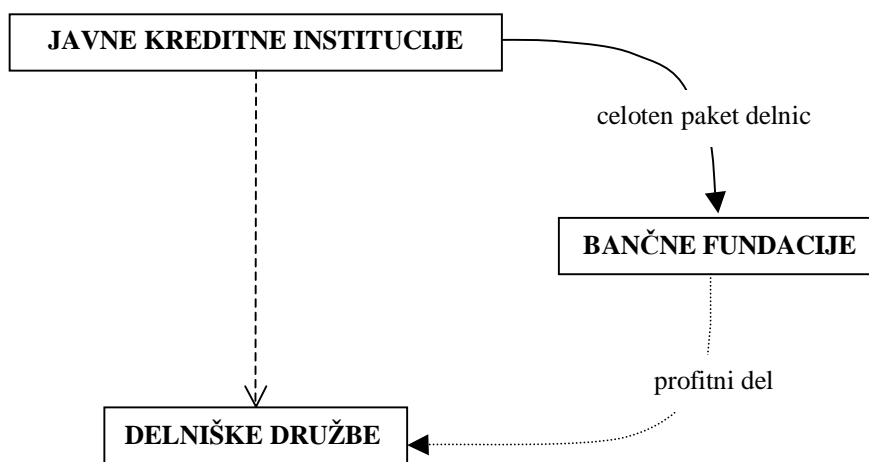 JAVNE KREDITNE INSTITUCIJE
celoten paket delnic
BANČNE FUNDACIJE
profitni del
DELNIŠKE DRUŽBE